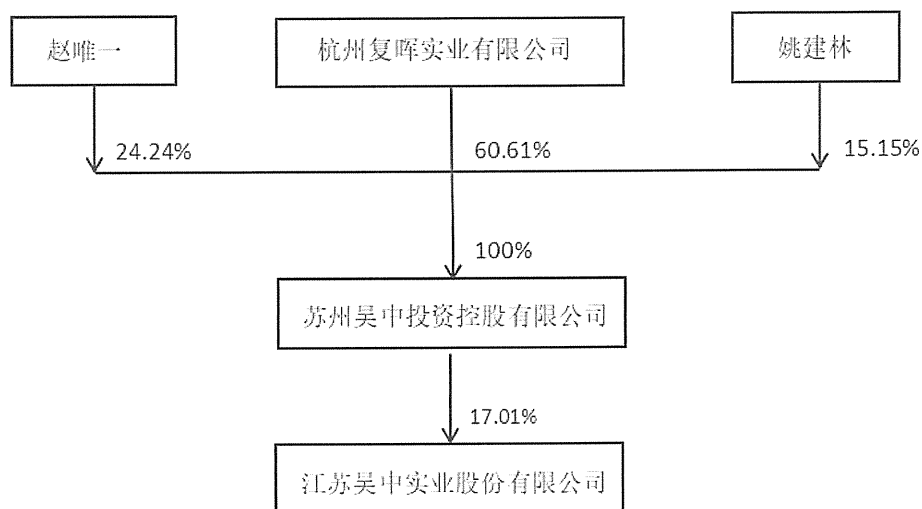 赵唯一
杭州复晖实业有限公司
姚建林
24.24%
60.61%
15.15%
100%
苏州吴中投资控股有限公司
17.01%
江苏吴中实业股份有限公司